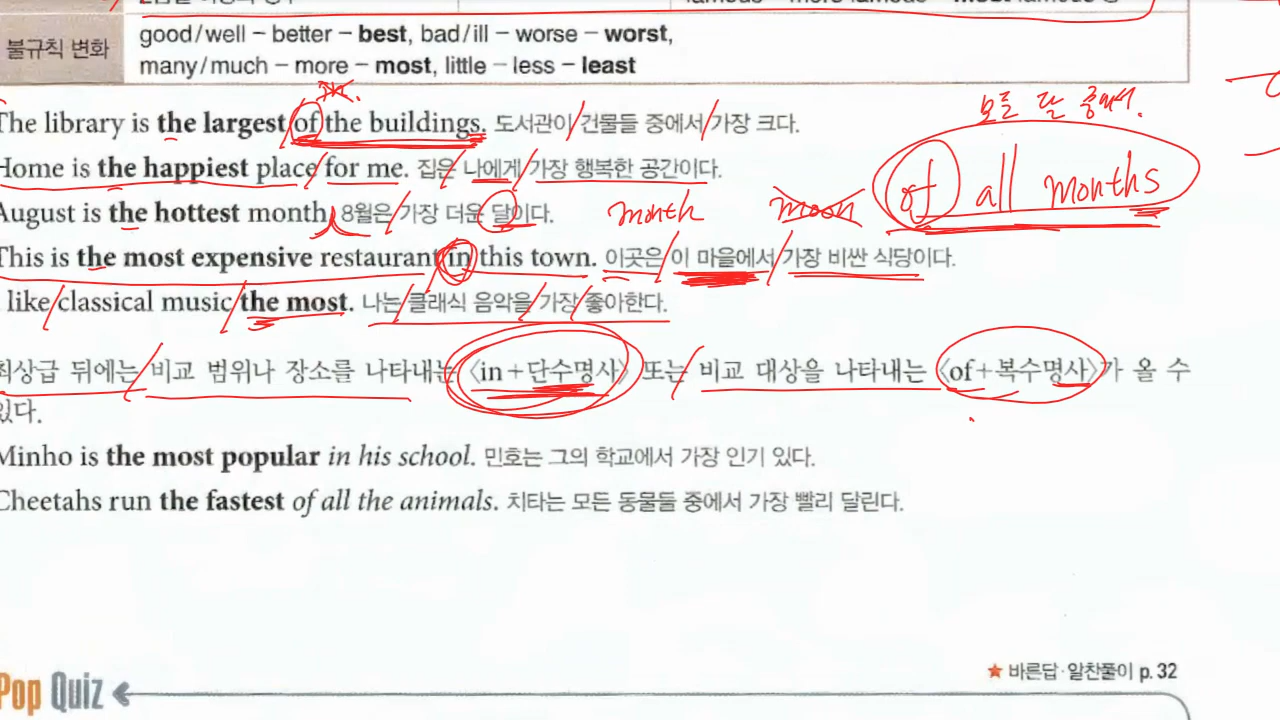 불규칙 변화
good/well – better – best, bad/ill – worse – worst,
many/much – more – most, little – less – least
모든 달 중에서.
The library is the largest of the buildings. 도서관이 건물들 중에서 가장 크다.
Home is the happiest place for me. 집은 나에게 가장 행복한 공간이다.
of all months
August is the hottest month. 8월은 가장 더운 달이다.
month moon
This is the most expensive restaurant in this town. 이곳은 이 마을에서 가장 비싼 식당이다.
like classical music the most. 나는 클래식 음악을 가장 좋아한다.
최상급 뒤에는 비교 범위나 장소를 나타내는 〈in+단수명사〉 또는 비교 대상을 나타내는 〈of+복수명사〉가 올 수
있다.
Minho is the most popular in his school. 민호는 그의 학교에서 가장 인기 있다.
Cheetahs run the fastest of all the animals. 치타는 모든 동물들 중에서 가장 빨리 달린다.
★ 바른답·알찬풀이 p. 32
Pop Quiz